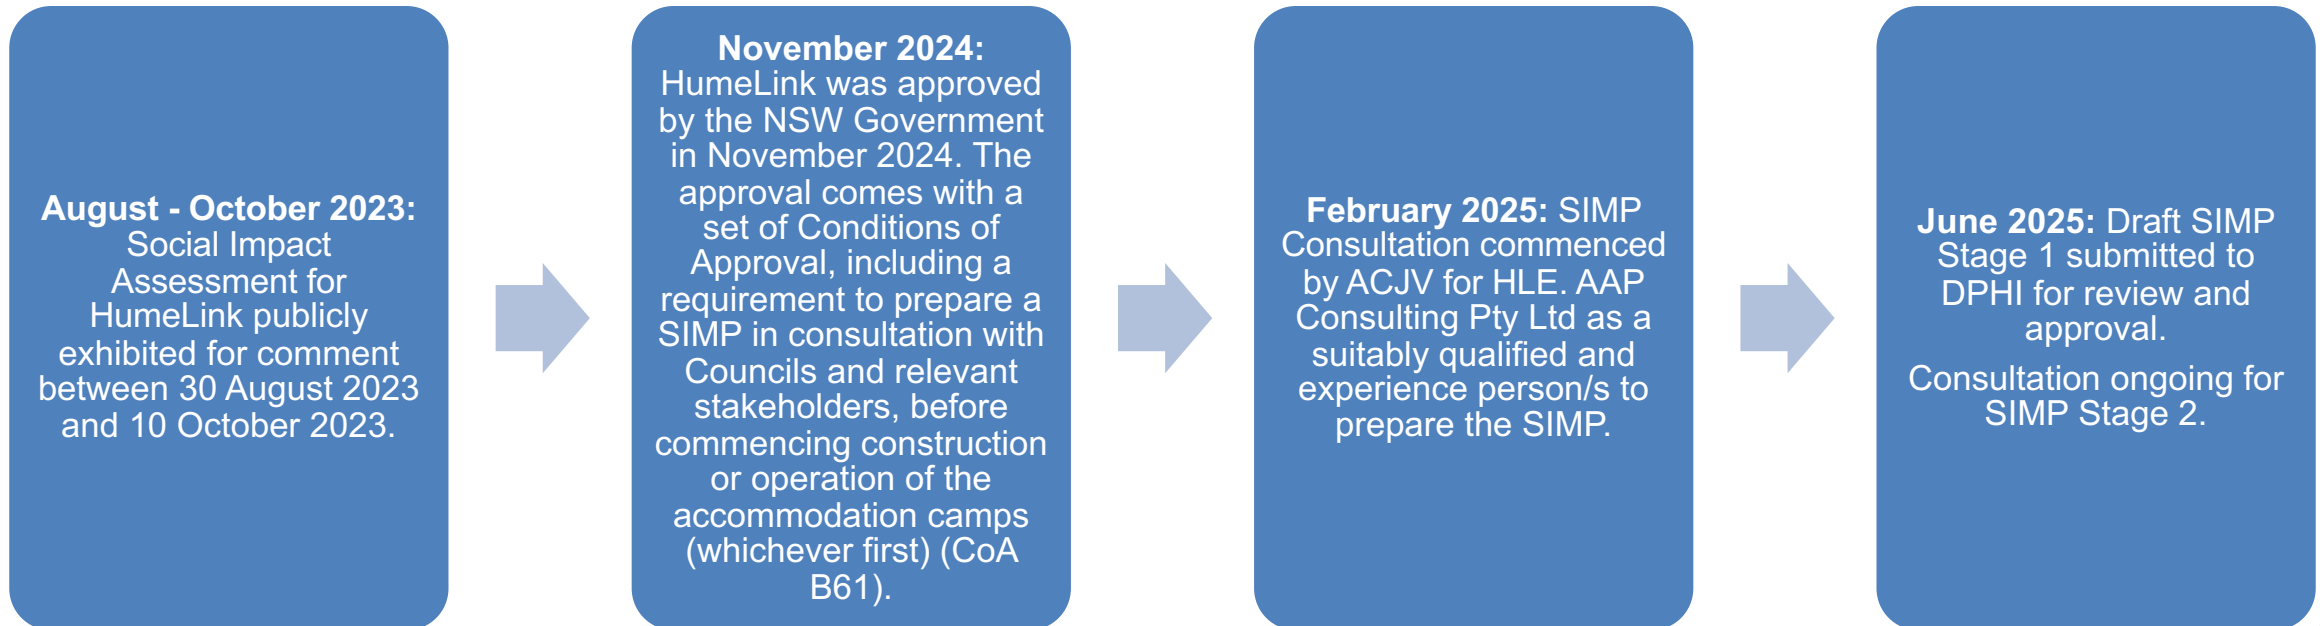 August - October 2023:
Social Impact
Assessment for
HumeLink publicly
exhibited for comment
between 30 August 2023
and 10 October 2023.
November 2024:
HumeLink was approved
by the NSW Government
in November 2024. The
approval comes with a
set of Conditions of
Approval, including a
requirement to prepare a
SIMP in consultation with
Councils and relevant
stakeholders, before
commencing construction
or operation of the
accommodation camps
(whichever first) (CoA
B61).
February 2025: SIMP
Consultation commenced
by ACJV for HLE. AAP
Consulting Pty Ltd as a
suitably qualified and
experience person/s to
prepare the SIMP.
June 2025: Draft SIMP
Stage 1 submitted to
DPHI for review and
approval.
Consultation ongoing for
SIMP Stage 2.